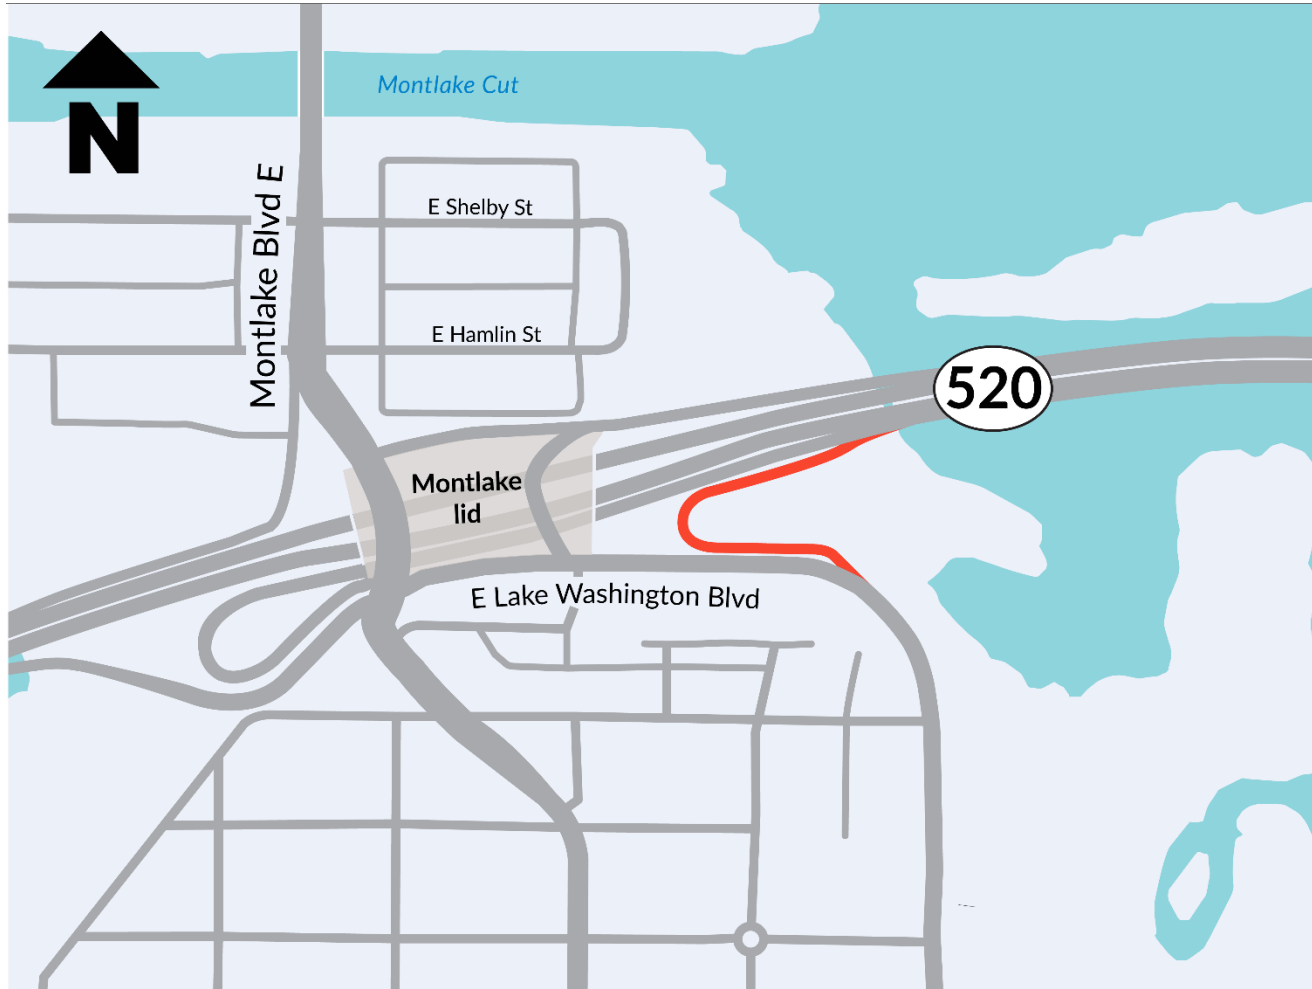 Montlake Cut
N
Montlake Blvd E
E Shelby St
E Hamlin St
520
Montlake
lid
E Lake Washington Blvd